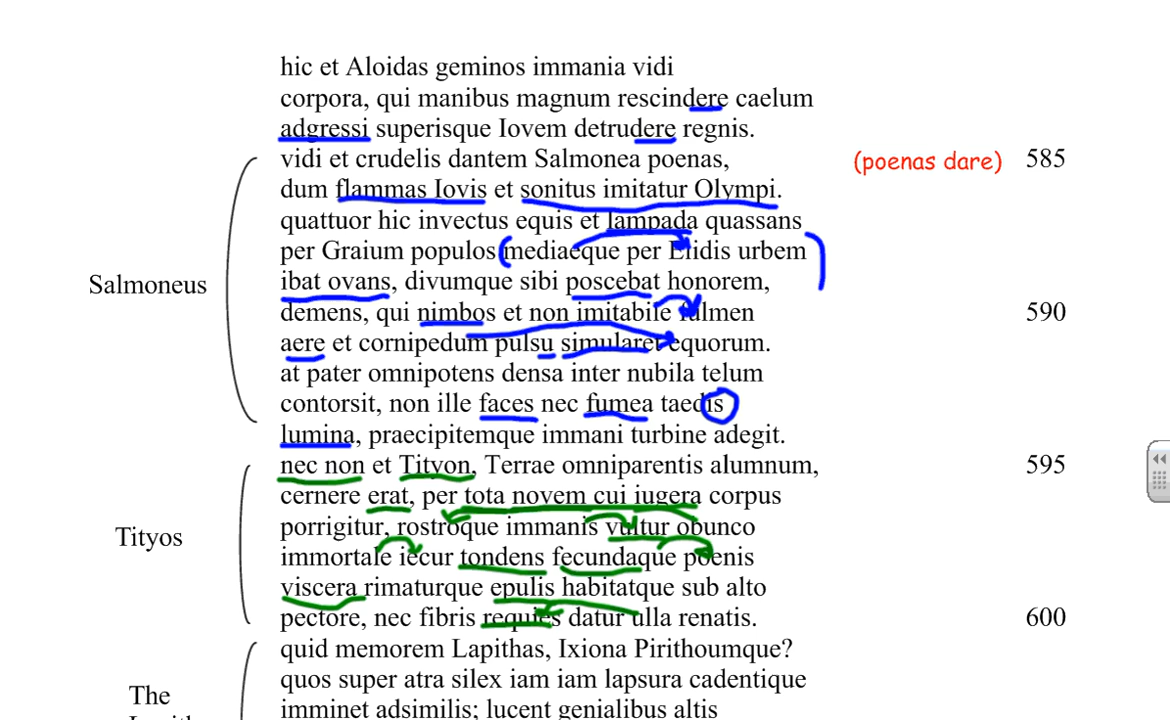 hic et Aloidas geminos immania vidi
corpora, qui manibus magnum rescindere caelum
adgressi superisque Iovem detrudere regnis.
vidi et crudelis dantem Salmonea poenas, (poenas dare) 585
dum flammas Iovis et sonitus imitatur Olympi.
quattuor hic invectus equis et lampada quassans
per Graium populos (mediaeque per Elidis urbem)
Salmoneus
ibat ovans, divumque sibi poscebat honorem,
demens, qui nimbos et non imitabile fulmen 590
aere et cornipedum pulsu simularet equorum.
at pater omnipotens densa inter nubila telum
contorsit, non ille faces nec fumea taedis
lumina, praecipitemque immani turbine adegit.
nec non et Tityon, Terrae omniparentis alumnum, 595
cernere erat, per tota novem cui iugera corpus
porrigitur, rostroque immanis vultur obunco
Tityos
immortale iecur tondens fecundaque poenis
viscera rimaturque epulis habitatque sub alto
pectore, nec fibris requies datur ulla renatis. 600
quid memorem Lapithas, Ixiona Pirithoumque?
quos super atra silex iam iam lapsura cadentique
The
imminet adsimilis; lucent genialibus altis